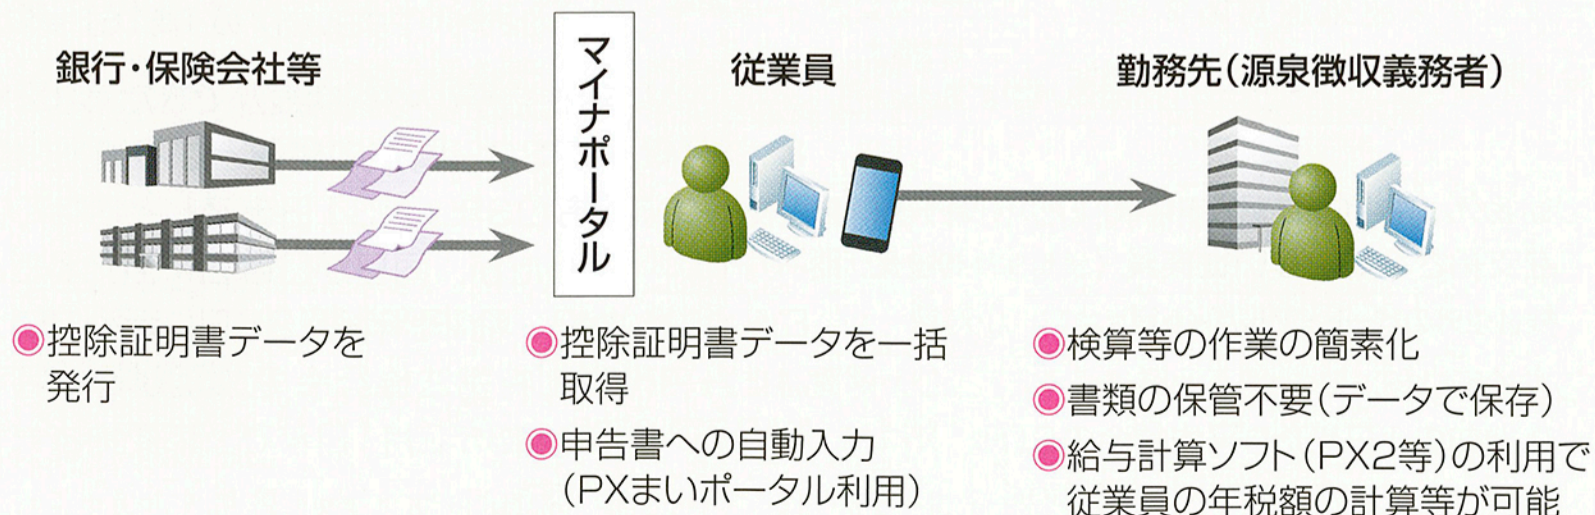 銀行・保険会社等
マイナポータル
従業員
勤務先(源泉徴収義務者)
◉控除証明書データを
発行
◉控除証明書データを一括
取得
◉申告書への自動入力
(PXまいポータル利用)
◉検算等の作業の簡素化
◉書類の保管不要(データで保存)
◉給与計算ソフト(PX2等)の利用で
従業員の年税額の計算等が可能